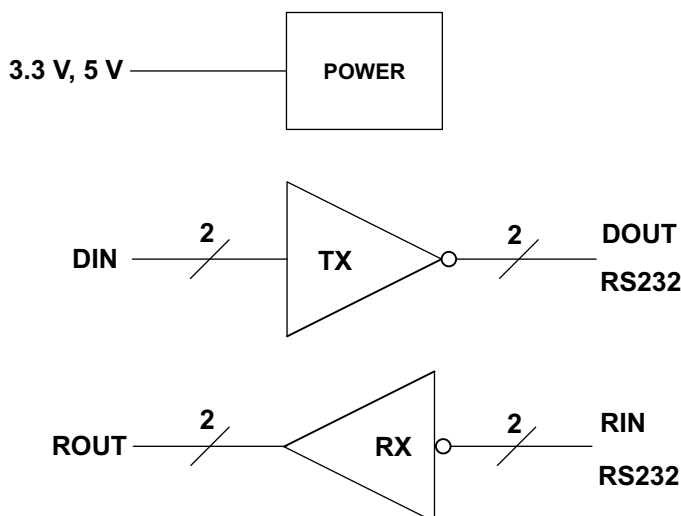 3.3 V, 5 V
POWER
2
2
DOUT
DIN
TX
RS232
2
2
RIN
ROUT
RX
RS232